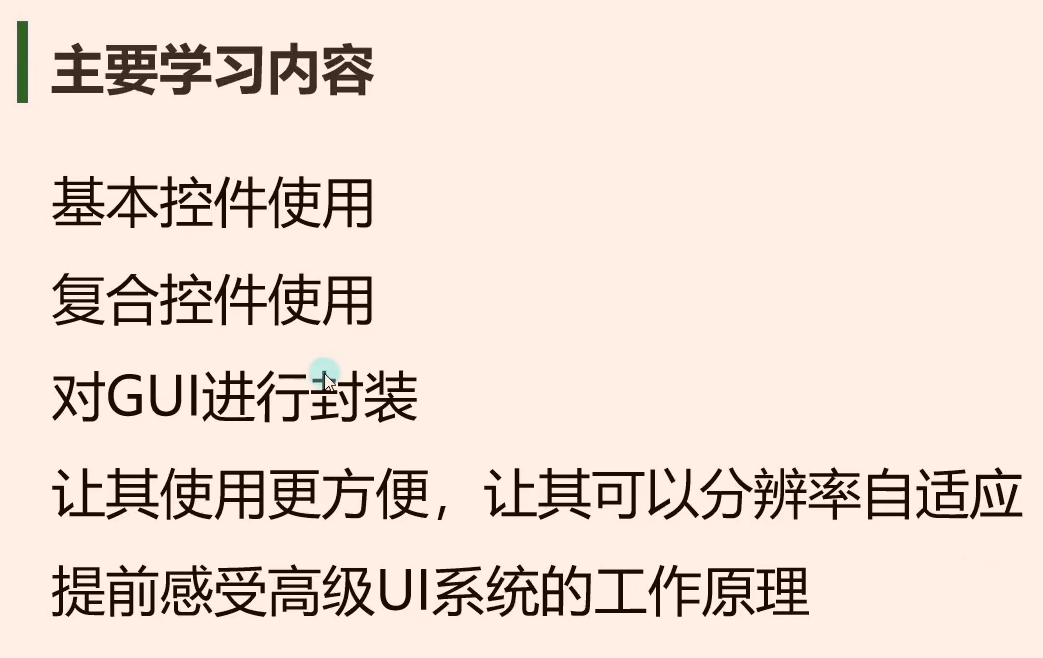 主要学习内容
基本控件使用
复合控件使用
对GUI进行封装
让其使用更方便，让其可以分辨率自适应
提前感受高级UI系统的工作原理